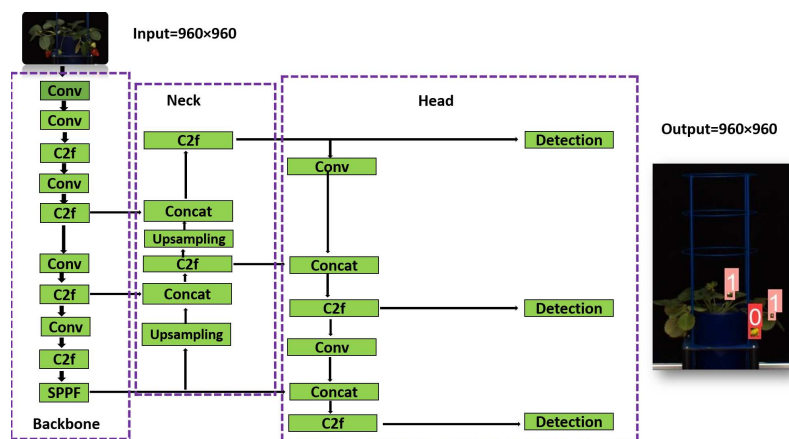 Input=960×960
Conv
Conv
C2f
Conv
C2f
Conv
C2f
Conv
C2f
SPPF
Backbone
Neck
C2f
Concat
Upsampling
C2f
Concat
Upsampling
Head
Conv
Concat
C2f
Conv
Concat
C2f
Detection
Detection
Detection
Output=960×960
1
1
0